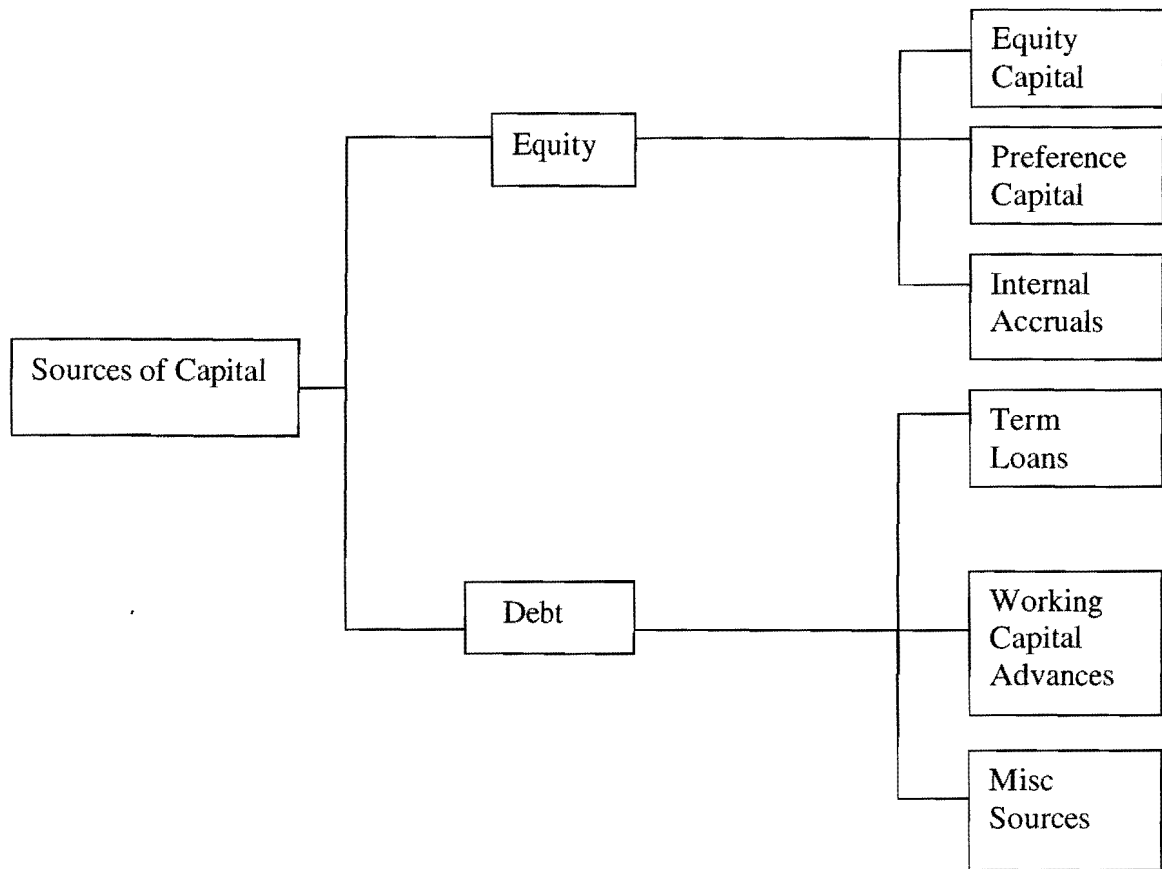 Equity
Capital
Equity
Preference
Capital
Internal
Accruals
Sources of Capital
Term
Loans
Debt
Working
Capital
Advances
Misc
Sources